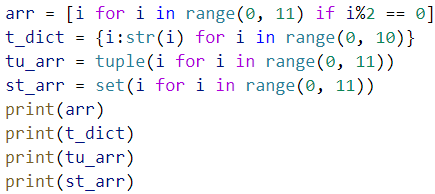 arr = [i for i in range(0, 11) if i%2 == 0]
t_dict = {i:str(i) for i in range(0, 10)}
tu_arr = tuple(i for i in range(0, 11))
st_arr = set(i for i in range(0, 11))
print(arr)
print(t_dict)
print(tu_arr)
print(st_arr)